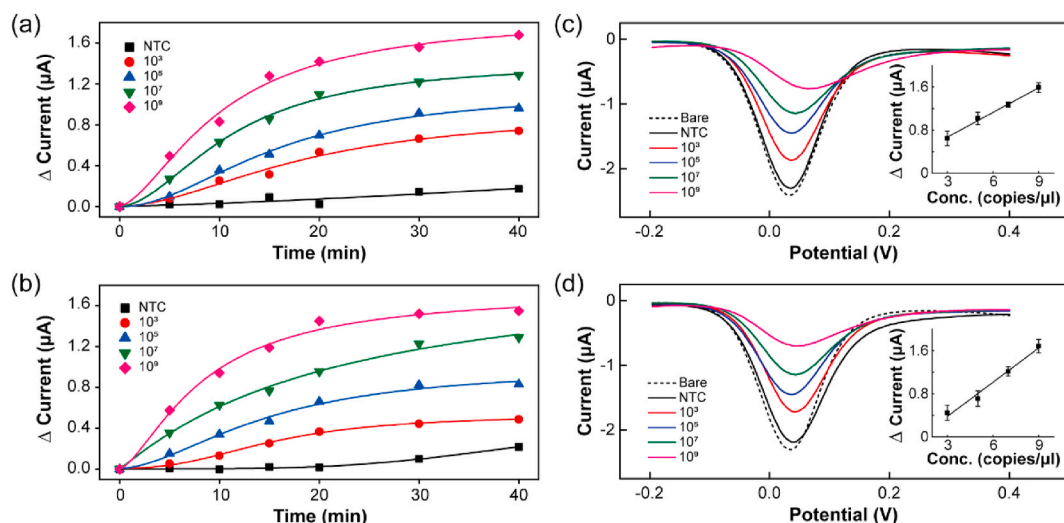 (a)
Δ Current (µA)
1.6
1.2
0.8
0.4
0.0
NTC
10³
10⁵
10⁷
10⁹
0 10 20 30 40
Time (min)
(b)
Δ Current (µA)
1.6
1.2
0.8
0.4
0.0
NTC
10³
10⁵
10⁷
10⁹
0 10 20 30 40
Time (min)
(c)
Current (µA)
0
-1
-2
Bare
NTC
10³
10⁵
10⁷
10⁹
-0.2 0.0 0.2 0.4
Potential (V)
Δ Current (µA)
1.6
0.8
0.0
3 6 9
Conc. (copies/µl)
(d)
Current (µA)
0
-1
-2
Bare
NTC
10³
10⁵
10⁷
10⁹
-0.2 0.0 0.2 0.4
Potential (V)
Δ Current (µA)
1.6
0.8
0.0
3 6 9
Conc. (copies/µl)